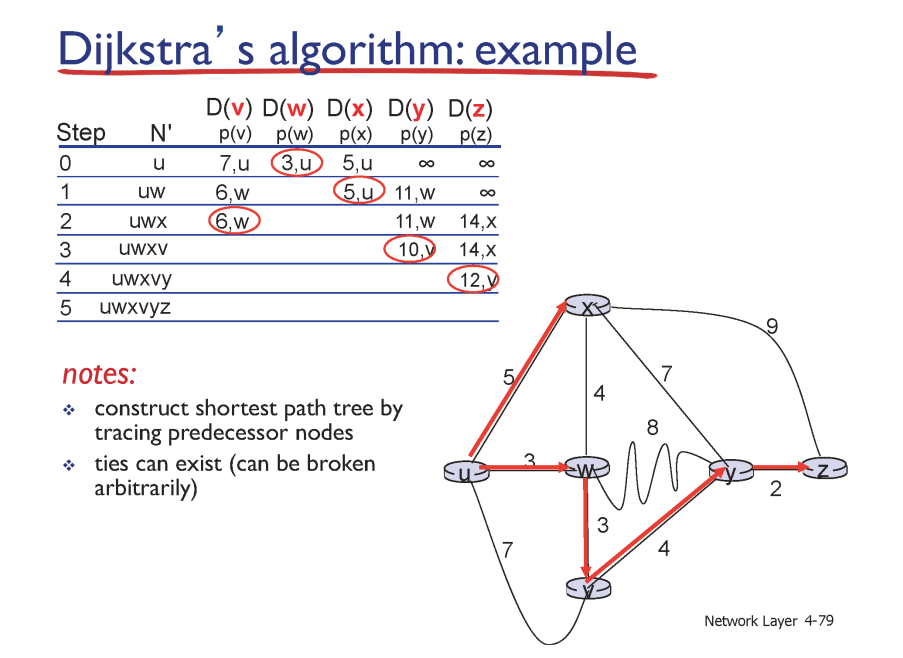 Dijkstra’s algorithm: example
D(v) D(w) D(x) D(y) D(z)
Step N' p(v) p(w) p(x) p(y) p(z)
0 u 7,u 3,u 5,u ∞ ∞
1 uw 6,w 5,u 11,w ∞
2 uwx 6,w 11,w 14,x
3 uwxv 10,v 14,x
4 uwxvy 12,y
5 uwxvyz
notes:
❖ construct shortest path tree by
tracing predecessor nodes
❖ ties can exist (can be broken
arbitrarily)
x
9
5
7
4
8
u
3
w
y
z
2
3
7
4
v
Network Layer 4-79